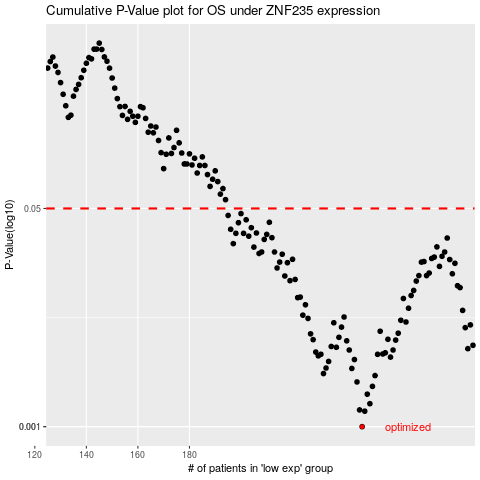 Cumulative P-Value plot for OS under ZNF235 expression
P-Value(log10)
0.05
0.001
optimized
120 140 160 180
# of patients in 'low exp' group